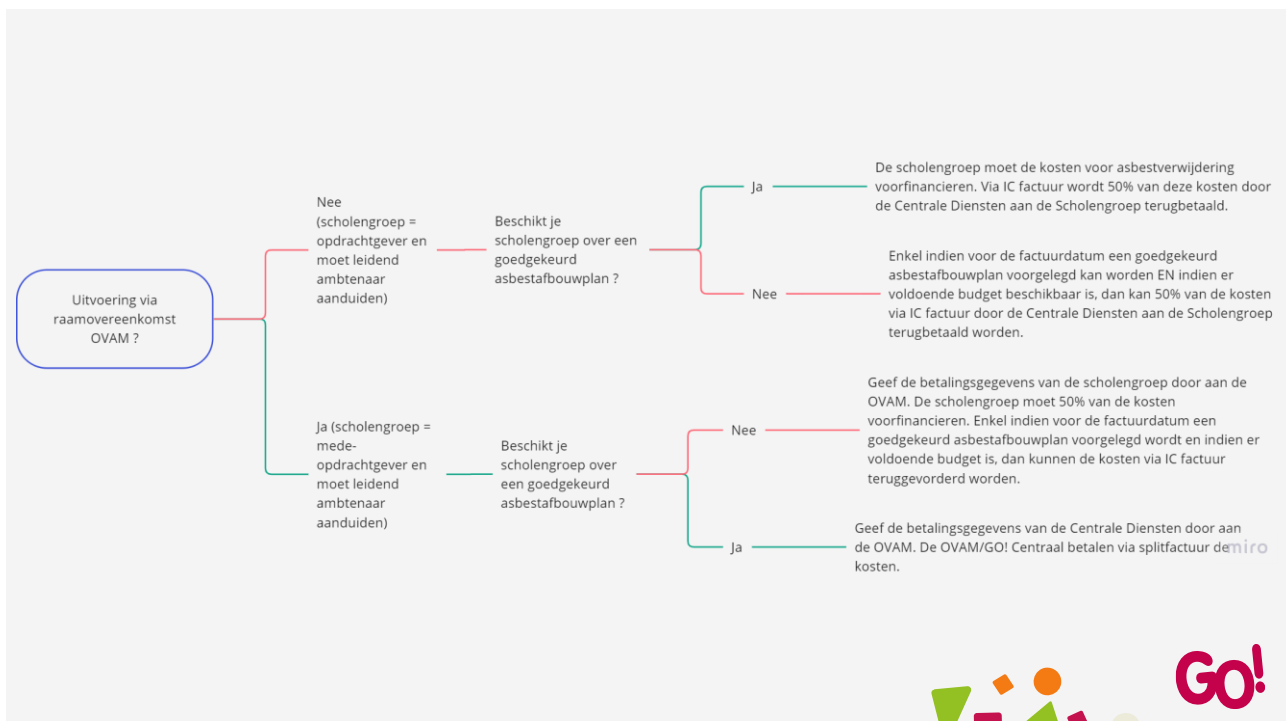 Uitvoering via
raamovereenkomst
OVAM ?
Nee
(scholengroep =
opdrachtgever en
moet leidend
ambtenaar
aanduiden)
Beschikt je
scholengroep over een
goedgekeurd
asbestafbouwplan ?
Ja
De scholengroep moet de kosten voor asbestverwijdering
voorfinancieren. Via IC factuur wordt 50% van deze kosten door
de Centrale Diensten aan de Scholengroep terugbetaald.
Nee
Enkel indien voor de factuurdatum een goedgekeurd
asbestafbouwplan voorgelegd kan worden EN indien er
voldoende budget beschikbaar is, dan kan 50% van de kosten
via IC factuur door de Centrale Diensten aan de Scholengroep
terugbetaald worden.
Ja (scholengroep =
mede-
opdrachtgever en
moet leidend
ambtenaar
aanduiden)
Beschikt je
scholengroep over
een goedgekeurd
asbestafbouwplan ?
Nee
Geef de betalingsgegevens van de scholengroep door aan de
OVAM. De scholengroep moet 50% van de kosten
voorfinancieren. Enkel indien voor de factuurdatum een
goedgekeurd asbestafbouwplan voorgelegd wordt en indien er
voldoende budget is, dan kunnen de kosten via IC factuur
teruggevorderd worden.
Ja
Geef de betalingsgegevens van de Centrale Diensten door aan
de OVAM. De OVAM/GO! Centraal betalen via splitfactuur de
kosten.
miro
GO!